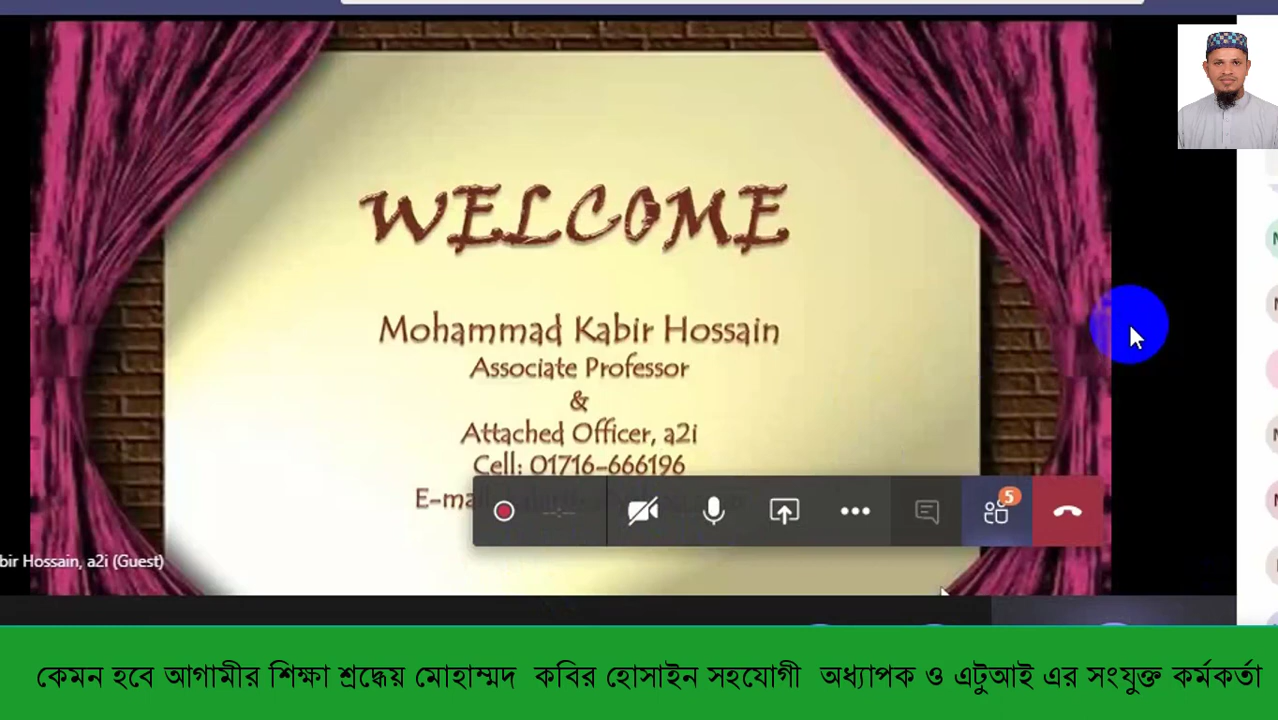 WELCOME
Mohammad Kabir Hossain
Associate Professor
&
Attached Officer, a2i
Cell: 01716-666196
5
bir Hossain, a2i (Guest)
কেমন হবে আগামীর শিক্ষা শ্রদ্ধেয় মোহাম্মদ কবির হোসাইন সহযোগী অধ্যাপক ও এটুআই এর সংযুক্ত কর্মকর্তা